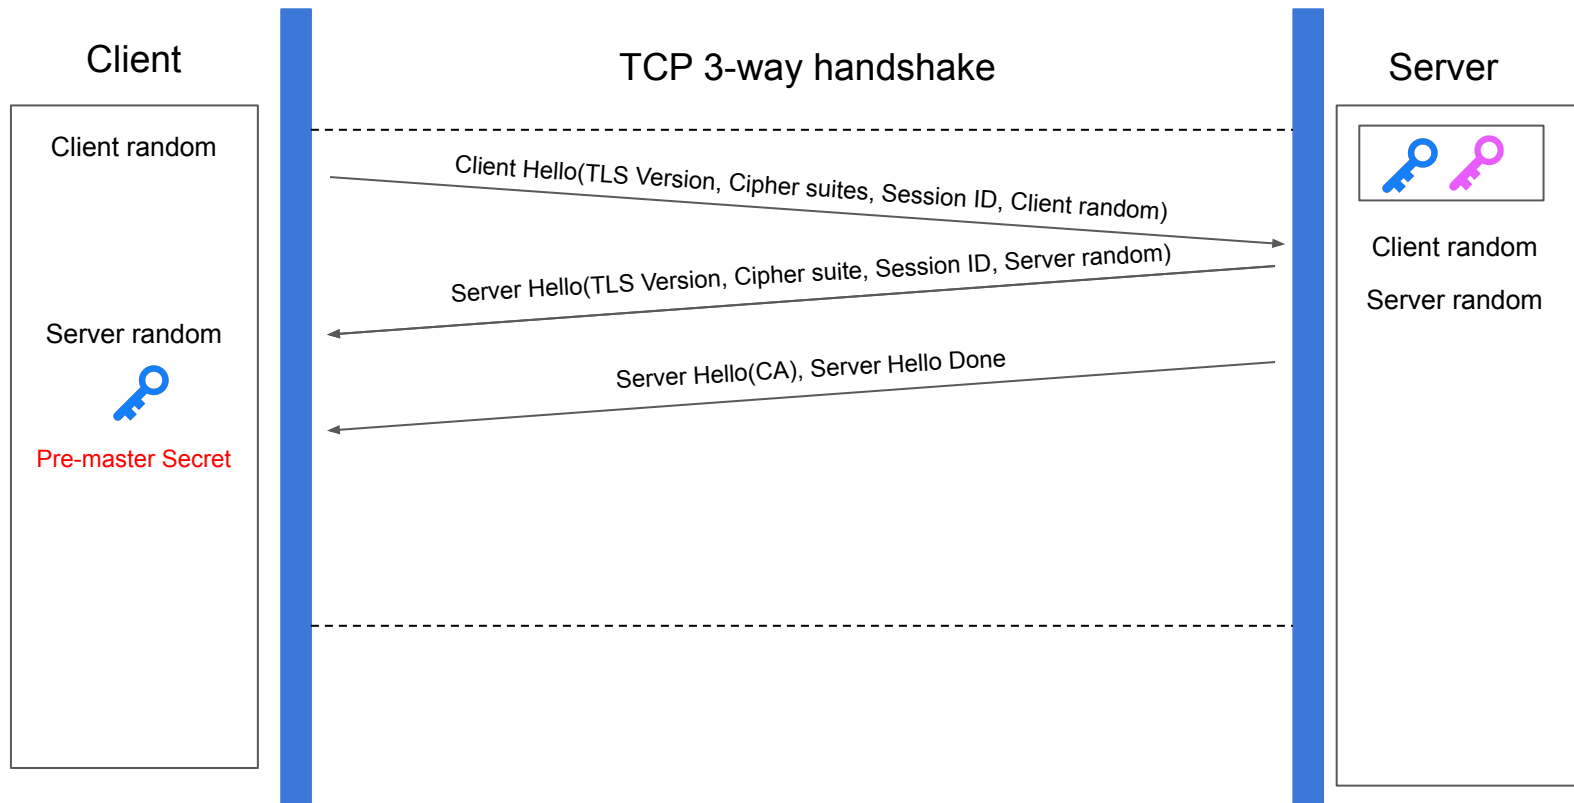 Client
TCP 3-way handshake
Server
Client random
Client Hello(TLS Version, Cipher suites, Session ID, Client random)
Client random
Server Hello(TLS Version, Cipher suite, Session ID, Server random)
Server random
Server random
Server Hello(CA), Server Hello Done
Pre-master Secret